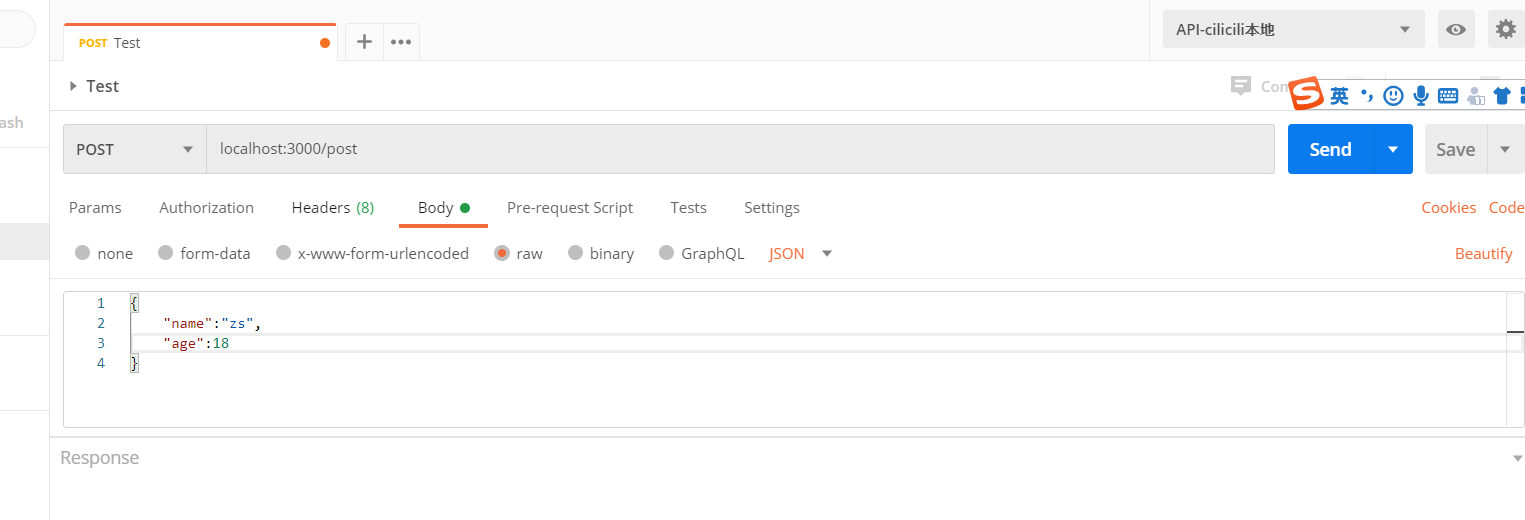 POST Test
API-cilicili本地
Test
英
ash
POST
localhost:3000/post
Send
Save
Params
Authorization
Headers (8)
Body
Pre-request Script
Tests
Settings
Cookies
Code
none
form-data
x-www-form-urlencoded
raw
binary
GraphQL
JSON
Beautify
1 {
2 "name":"zs",
3 "age":18
4 }
Response